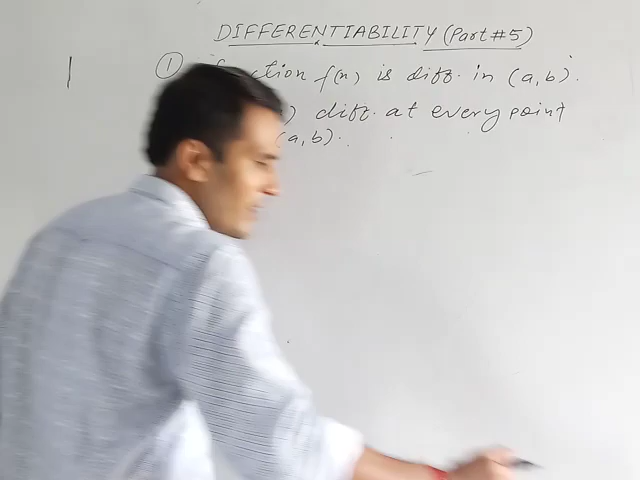 DIFFERENTIABILITY (Part #5)
① function f(x) is diff. in (a,b).
diff. at every point
(a,b).